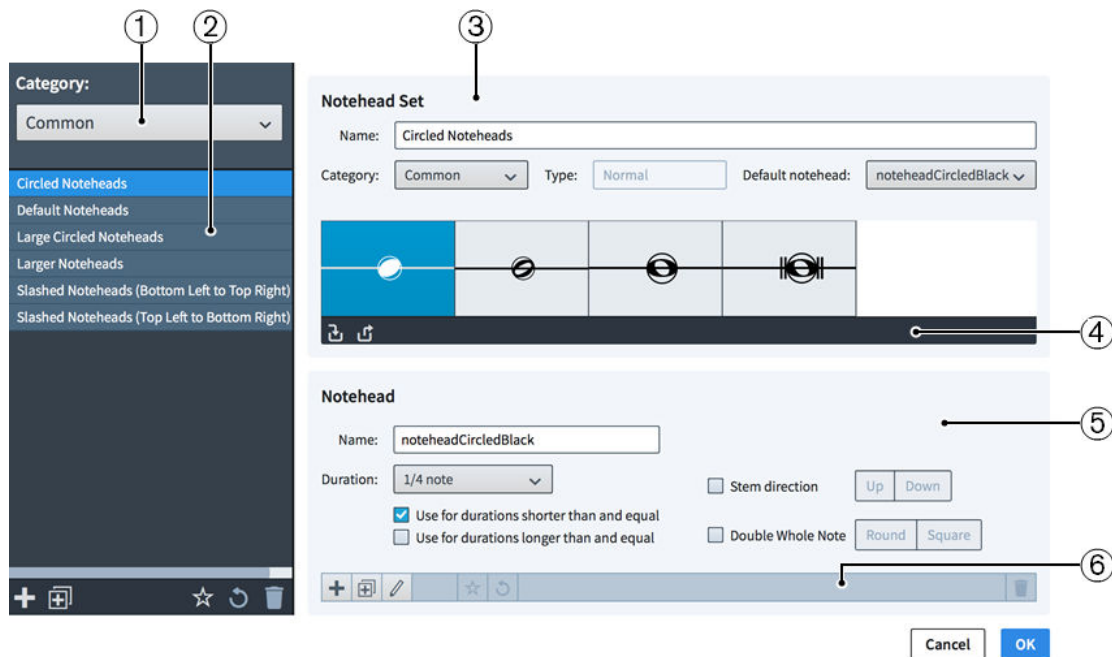 1 2 3
Category:
Common
Circled Noteheads
Default Noteheads
Large Circled Noteheads
Larger Noteheads
Slashed Noteheads (Bottom Left to Top Right)
Slashed Noteheads (Top Left to Bottom Right)
Notehead Set
Name: Circled Noteheads
Category: Common Type: Normal Default notehead: noteheadCircledBlack
4
Notehead
5
Name: noteheadCircledBlack
Duration: 1/4 note
Stem direction Up Down
Use for durations shorter than and equal
Use for durations longer than and equal
Double Whole Note Round Square
6
Cancel OK